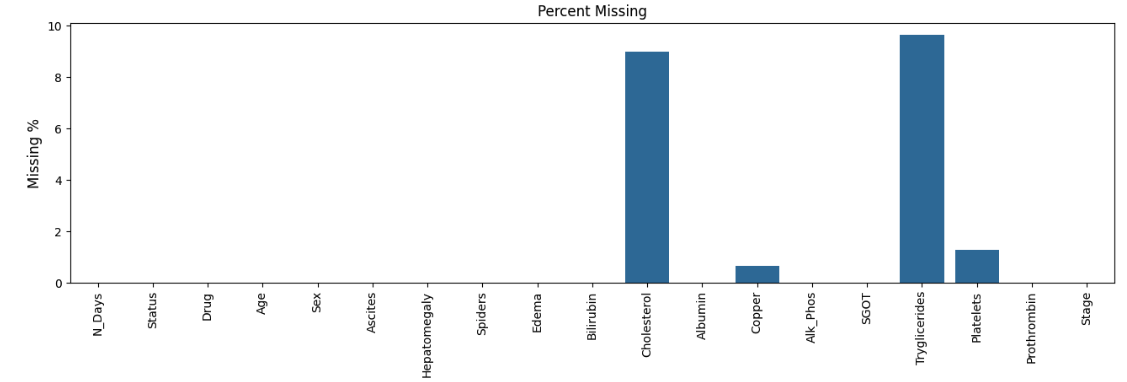 Percent Missing
Missing %
10
8
6
4
2
0
N_Days
Status
Drug
Age
Sex
Ascites
Hepatomegaly
Spiders
Edema
Bilirubin
Cholesterol
Albumin
Copper
Alk_Phos
SGOT
Tryglicerides
Platelets
Prothrombin
Stage